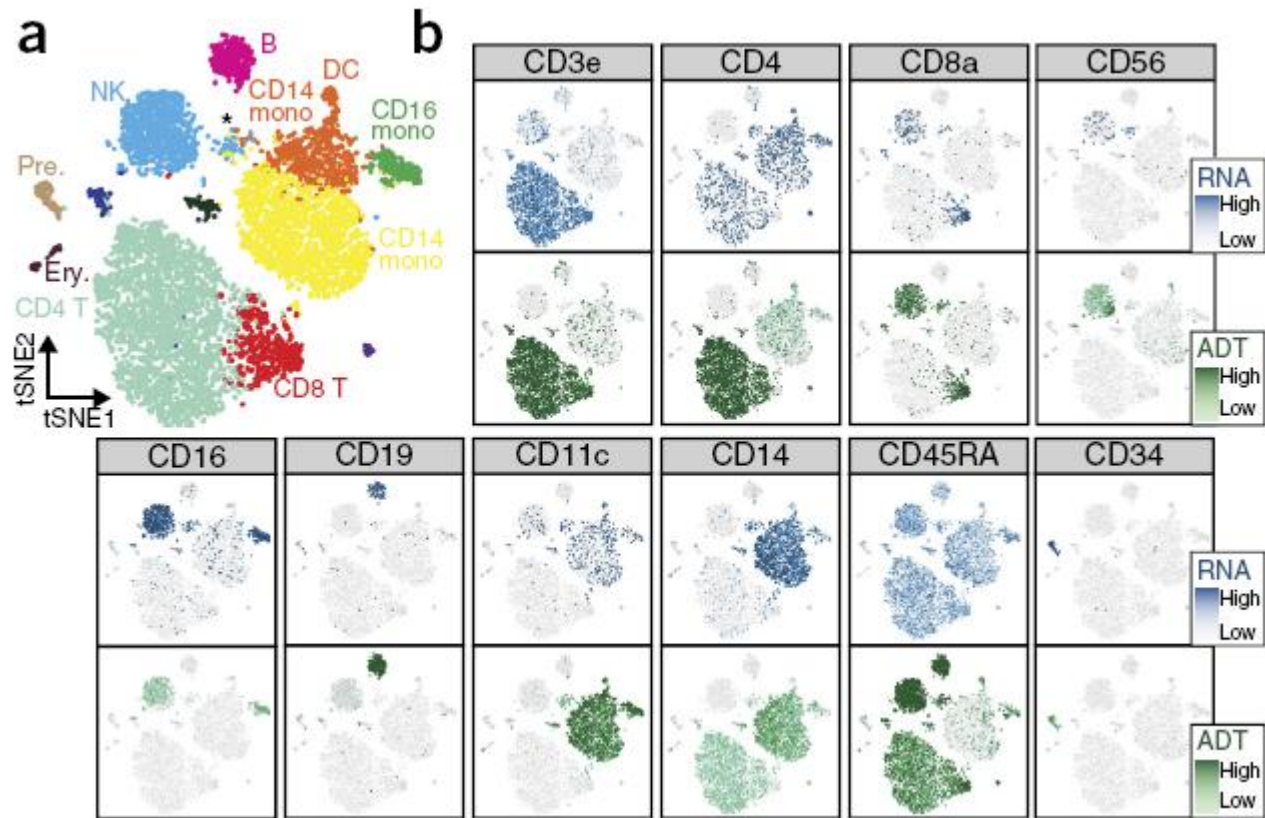 a
B
NK
CD14
mono
DC
CD16
mono
*
Pre.
Ery.
CD14
mono
CD4 T
CD8 T
tSNE2
tSNE1
b
CD3e
CD4
CD8a
CD56
RNA
High
Low
ADT
High
Low
CD16
CD19
CD11c
CD14
CD45RA
CD34
RNA
High
Low
ADT
High
Low